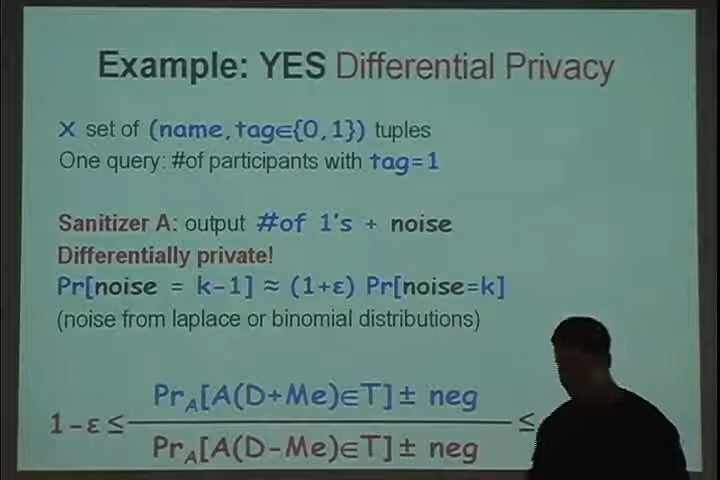 Example: YES Differential Privacy
X set of (name,tag∈{0,1}) tuples
One query: #of participants with tag=1
Sanitizer A: output #of 1's + noise
Differentially private!
Pr[noise = k-1] ≈ (1+ε) Pr[noise=k]
(noise from laplace or binomial distributions)
Pr_A[A(D+Me)∈T] ± neg
1-ε ≤ ≤
Pr_A[A(D-Me)∈T] ± neg